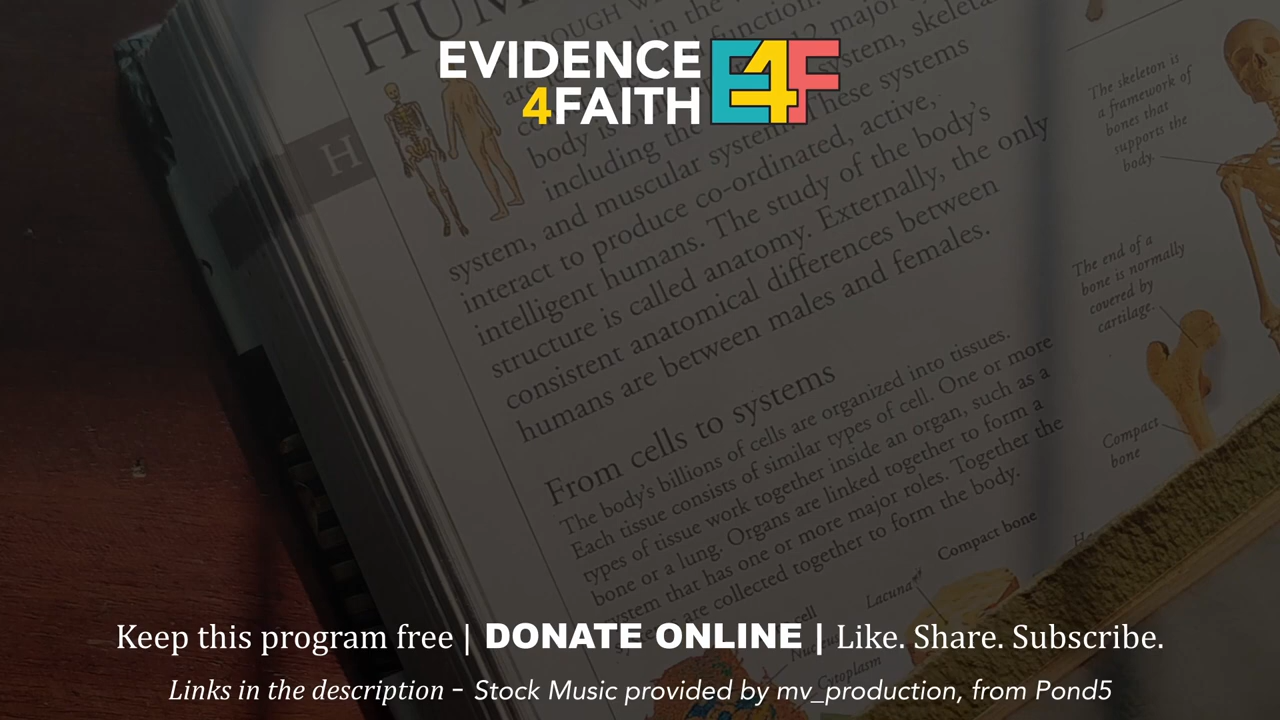 HUM
EVIDENCE
4FAITH
E4F
H
body is
including the
system, and muscular system. These systems
interact to produce co-ordinated, active,
intelligent humans. The study of the body's
structure is called anatomy. Externally, the only
consistent anatomical differences between
humans are between males and females.
From cells to systems
The body's billions of cells are organized into tissues.
Each tissue consists of similar types of cell. One or more
types of tissue work together inside an organ, such as a
bone or a lung. Organs are linked together to form a
system that has one or more major roles. Together the
systems are collected together to form the body.
The skeleton is
a framework of
bones that
supports the
body.
The end of a
bone is normally
covered by
cartilage.
Compact
bone
Compact bone
Lacuna
cell
Cytoplasm
Keep this program free | DONATE ONLINE | Like. Share. Subscribe.
Links in the description – Stock Music provided by mv_production, from Pond5